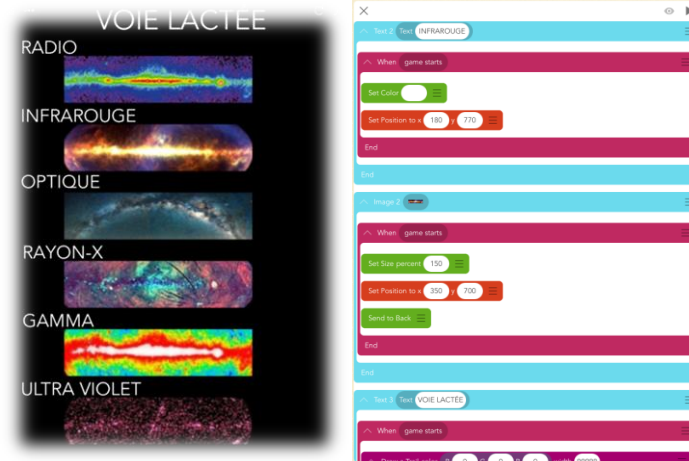 VOIE LACTÉE
RADIO
INFRAROUGE
OPTIQUE
RAYON-X
GAMMA
ULTRA VIOLET
Text 2 Text INFRAROUGE
When game starts
Set Color
Set Position to x 180 y 770
End
End
Image 2
When game starts
Set Size percent 150
Set Position to x 350 y 700
Send to Back
End
End
Text 3 Text VOIE LACTÉE
When game starts